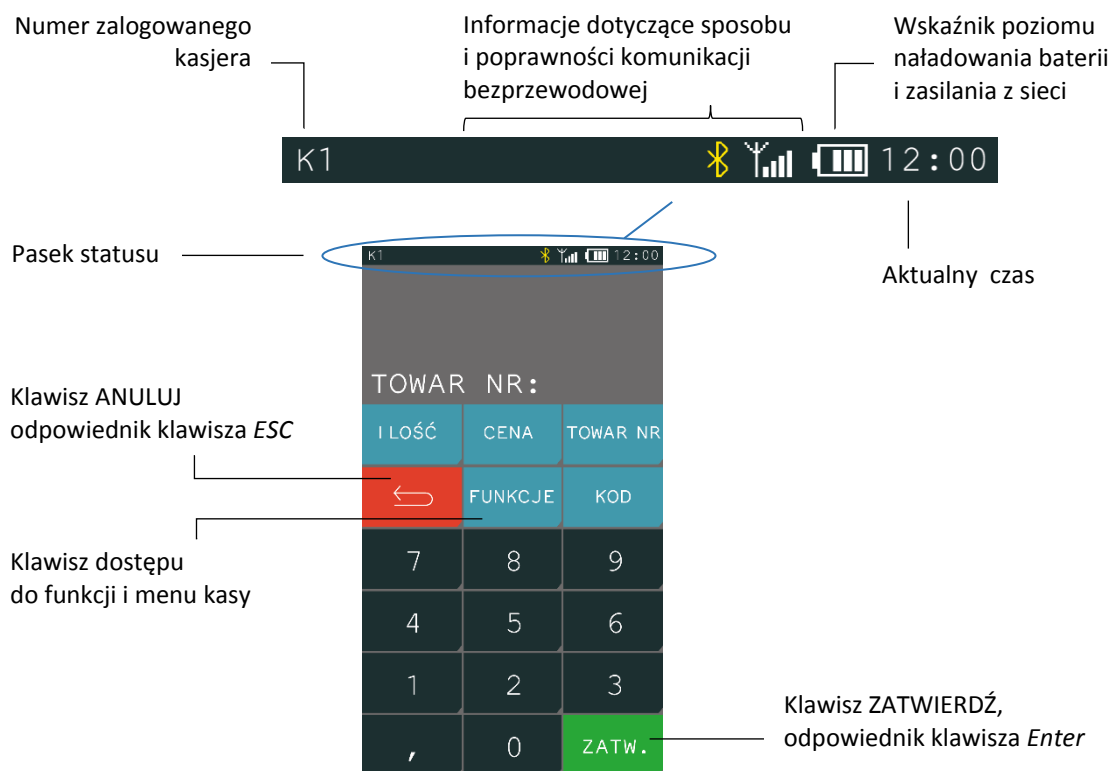 Numer zalogowanego
kasjera
Informacje dotyczące sposobu
i poprawności komunikacji
bezprzewodowej
Wskaźnik poziomu
naładowania baterii
i zasilania z sieci
K1
12:00
Pasek statusu
K1
12:00
Aktualny czas
TOWAR NR:
Klawisz ANULUJ
odpowiednik klawisza ESC
ILOŚĆ
CENA
TOWAR NR
FUNKCJE
KOD
Klawisz dostępu
do funkcji i menu kasy
7
8
9
4
5
6
1
2
3
Klawisz ZATWIERDŹ,
odpowiednik klawisza Enter
,
0
ZATW.